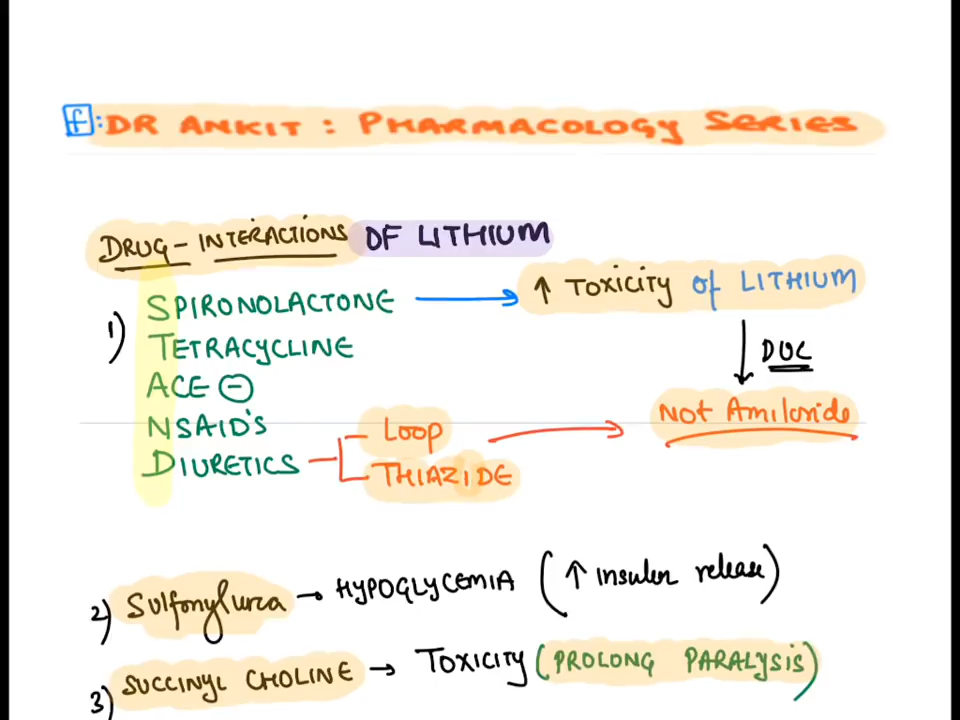 f: DR ANKIT: PHARMACOLOGY SERIES
DRUG-INTERACTIONS OF LITHIUM
1) SPIRONOLACTONE → ↑ TOXICITY of LITHIUM
TETRACYCLINE
DOC
ACE ⊖
Not Amiloride
NSAID'S
Loop
DIURETICS
THIAZIDE
2) Sulfonylurea → HYPOGLYCEMIA (↑ insulin release)
3) SUCCINYL CHOLINE → TOXICITY (PROLONG PARALYSIS)